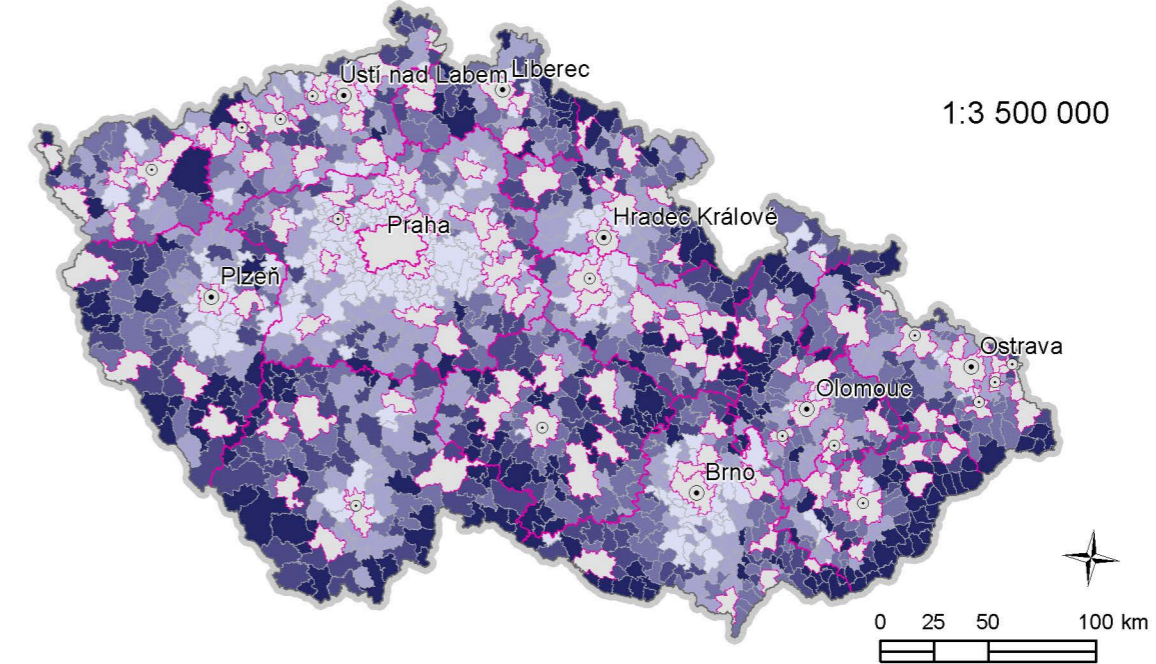 Ústí nad Labem
Liberec
1:3 500 000
Hradec Králové
Praha
Plzeň
Ostrava
Olomouc
Brno
0 25 50 100 km